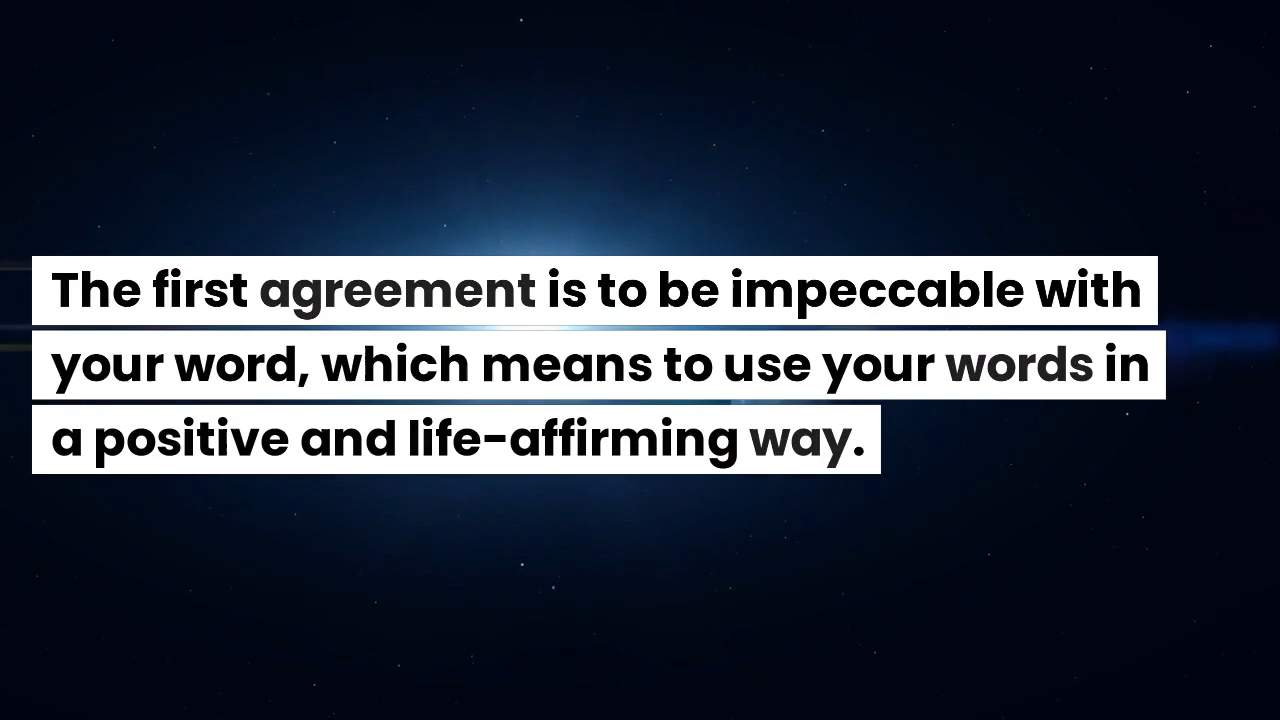 The first agreement is to be impeccable with
your word, which means to use your words in
a positive and life-affirming way.